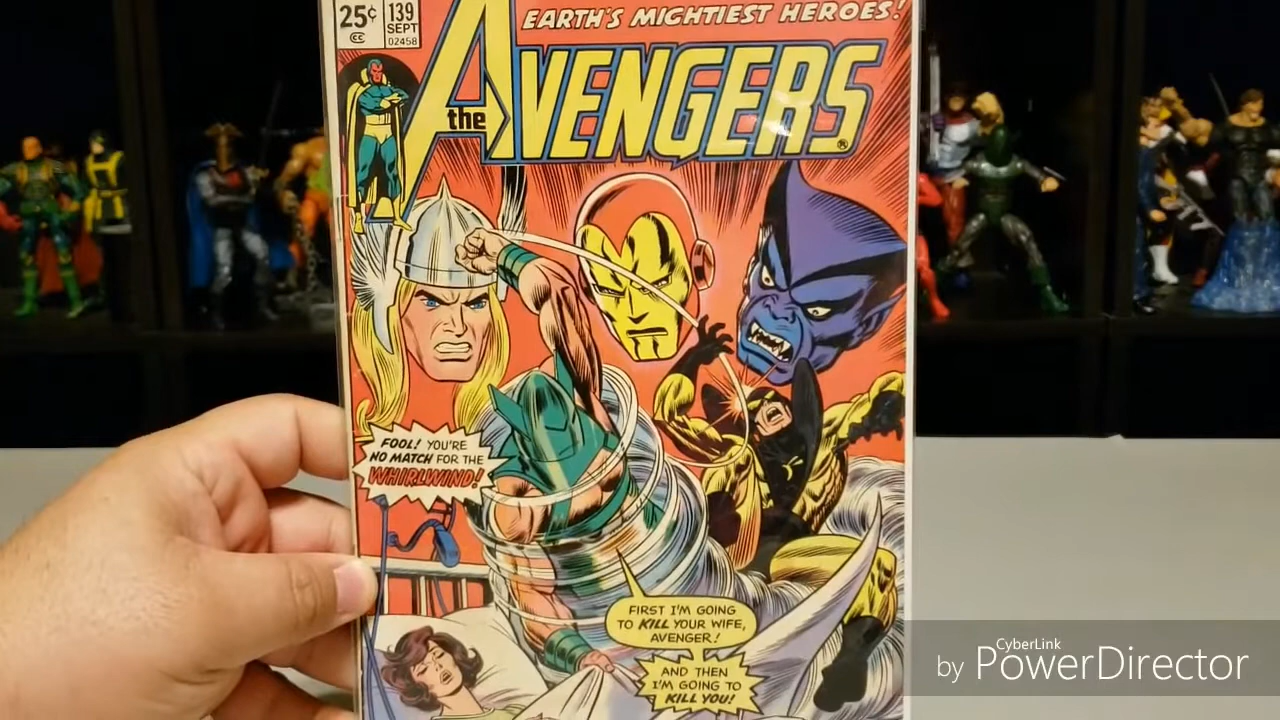 25¢
CC
139
SEPT
02458
EARTH'S MIGHTIEST HEROES!
the AVENGERS®
FOOL! YOU'RE
NO MATCH FOR THE
WHIRLWIND!
FIRST I'M GOING
TO KILL YOUR WIFE,
AVENGER!
AND THEN
I'M GOING TO
KILL YOU!
CyberLink
by PowerDirector